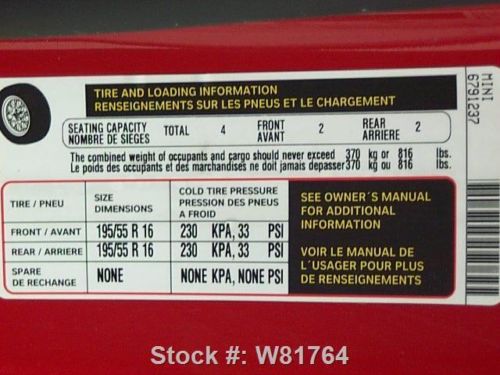 TIRE AND LOADING INFORMATION
RENSEIGNEMENTS SUR LES PNEUS ET LE CHARGEMENT
SEATING CAPACITY TOTAL 4 FRONT 2 REAR 2
NOMBRE DE SIEGES AVANT ARRIERE
The combined weight of occupants and cargo should never exceed 370 kg or 816 lbs.
Le poids des occupants et des marchandises ne doit jamais depasser 370 kg ou 816 lbs.
TIRE / PNEU SIZE DIMENSIONS COLD TIRE PRESSURE PRESSION DES PNEUS A FROID
FRONT / AVANT 195/55 R 16 230 KPA, 33 PSI
REAR / ARRIERE 195/55 R 16 230 KPA, 33 PSI
SPARE DE RECHANGE NONE NONE KPA, NONE PSI
SEE OWNER´S MANUAL
FOR ADDITIONAL
INFORMATION
VOIR LE MANUEL DE
L´USAGER POUR PLUS
DE RENSEIGNEMENTS
MINI
6791237
Stock #: W81764